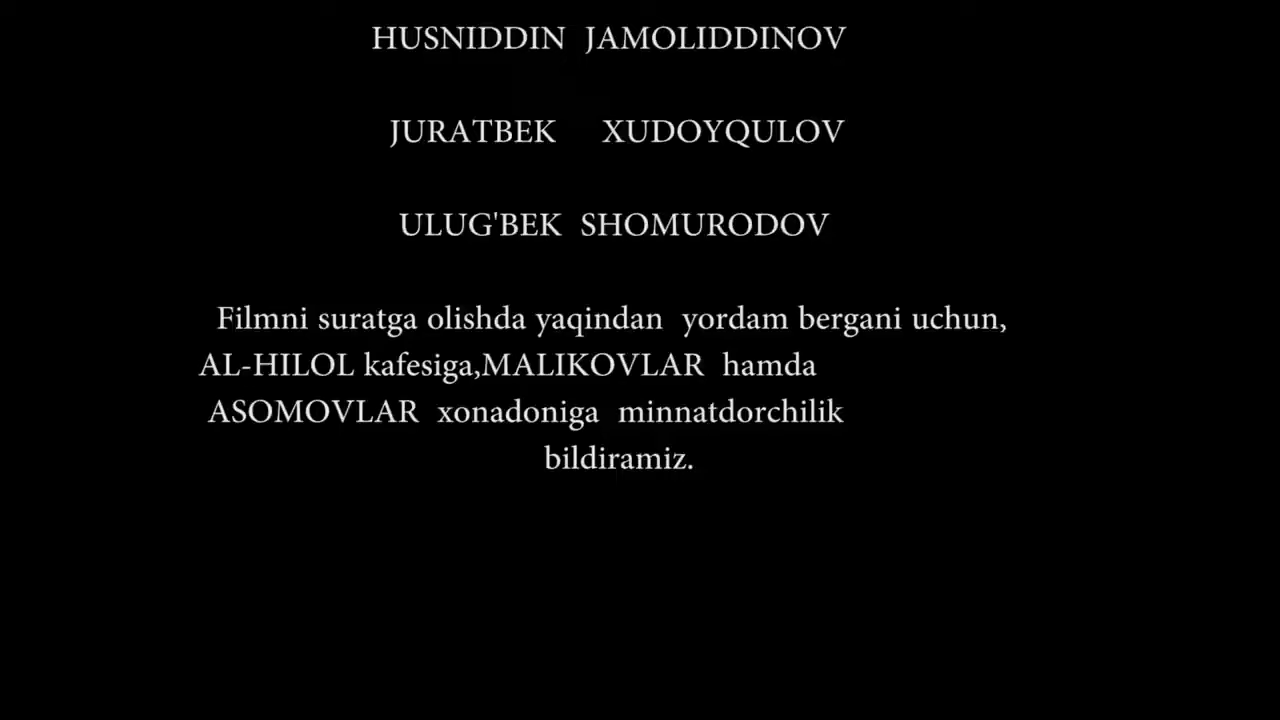 HUSNIDDIN JAMOLIDDINOV
JURATBEK XUDOYQULOV
ULUG'BEK SHOMURODOV
Filmni suratga olishda yaqindan yordam bergani uchun,
AL-HILOL kafesiga,MALIKOVLAR hamda
ASOMOVLAR xonadoniga minnatdorchilik
bildiramiz.